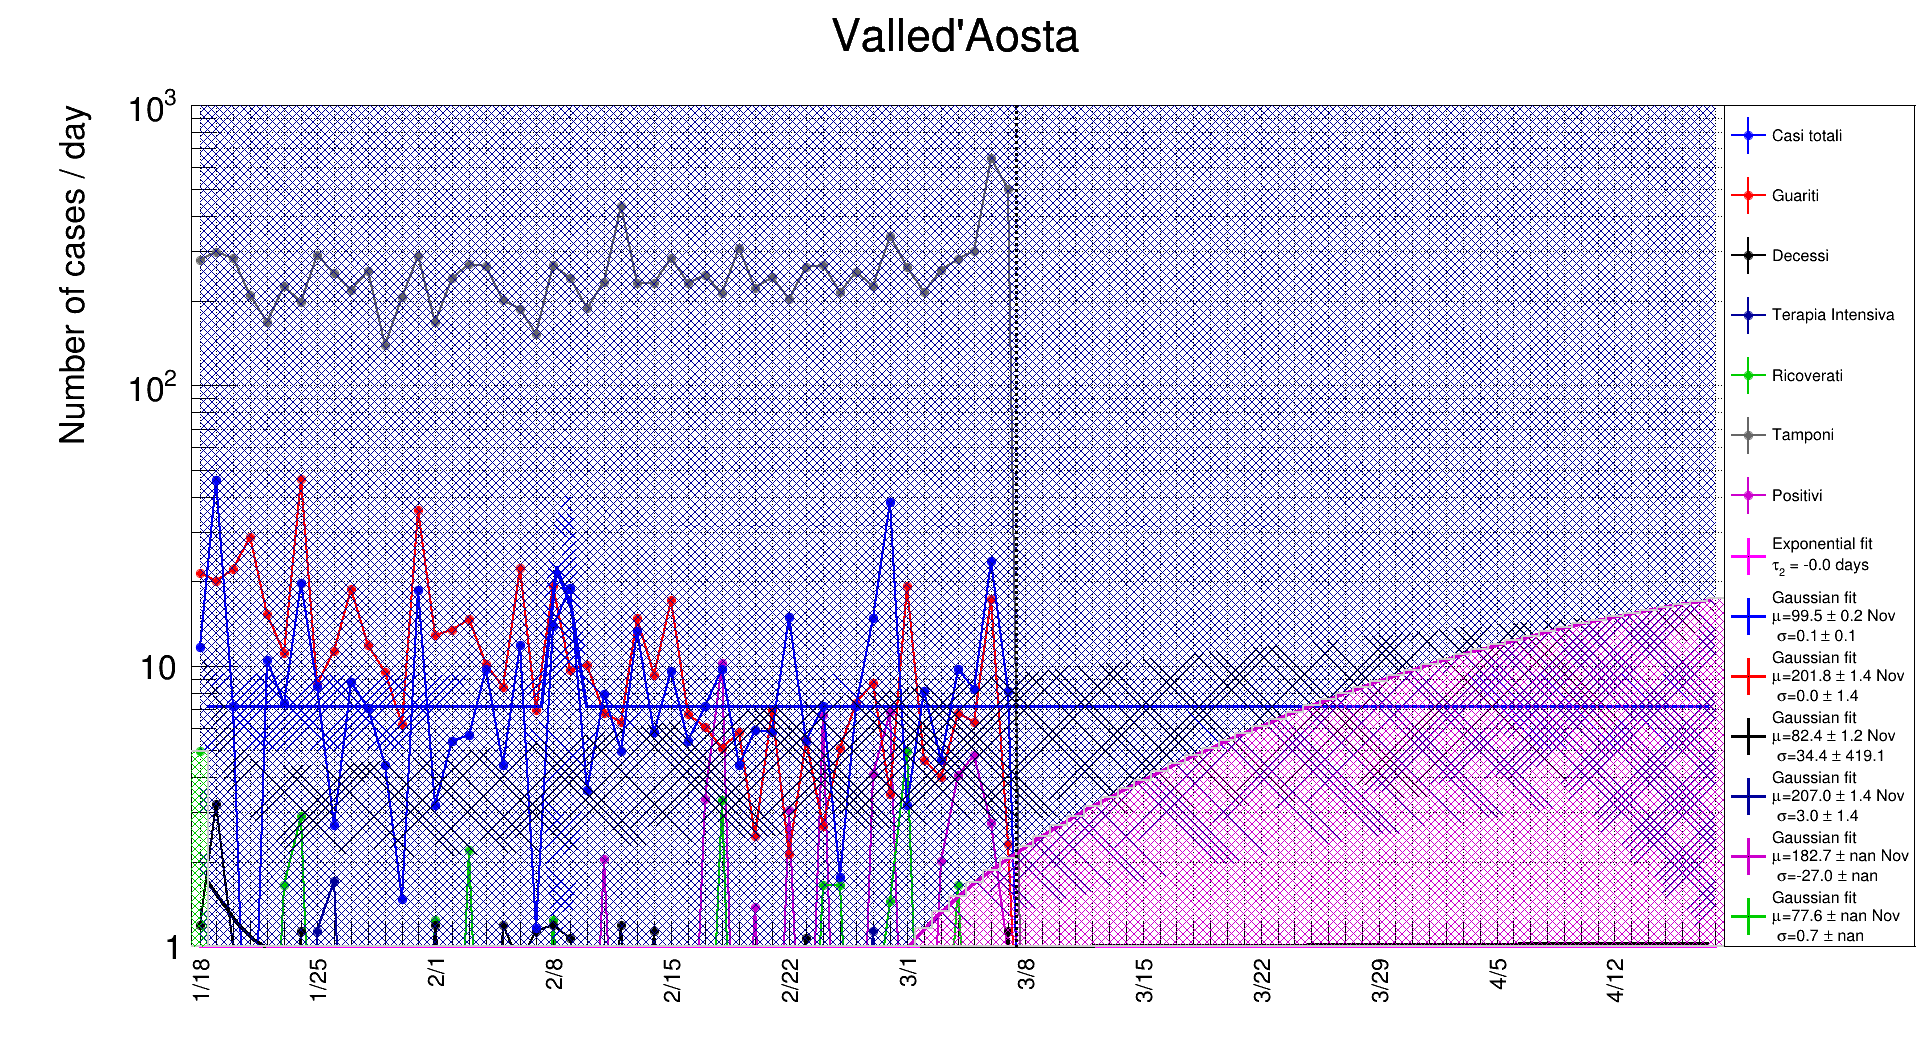 Valled'Aosta
Number of cases / day
10³
10²
10
1
1/18
1/25
2/1
2/8
2/15
2/22
3/1
3/8
3/15
3/22
3/29
4/5
4/12
Casi totali
Guariti
Decessi
Terapia Intensiva
Ricoverati
Tamponi
Positivi
Exponential fit
τ₂ = -0.0 days
Gaussian fit
μ=99.5 ± 0.2 Nov
σ=0.1 ± 0.1
Gaussian fit
μ=201.8 ± 1.4 Nov
σ=0.0 ± 1.4
Gaussian fit
μ=82.4 ± 1.2 Nov
σ=34.4 ± 419.1
Gaussian fit
μ=207.0 ± 1.4 Nov
σ=3.0 ± 1.4
Gaussian fit
μ=182.7 ± nan Nov
σ=-27.0 ± nan
Gaussian fit
μ=77.6 ± nan Nov
σ=0.7 ± nan